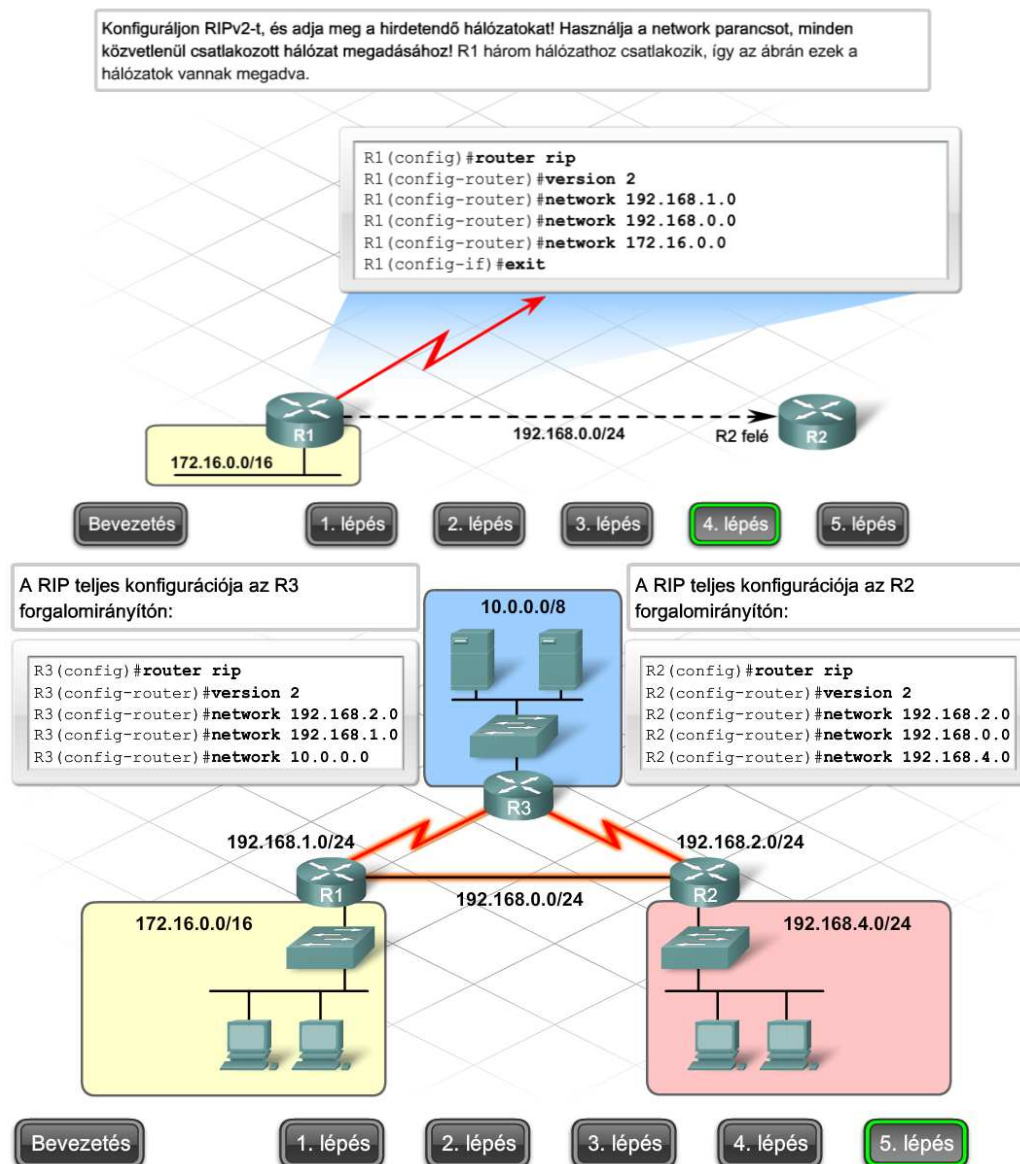 Konfiguráljon RIPv2-t, és adja meg a hirdetendő hálózatokat! Használja a network parancsot, minden
közvetlenül csatlakozott hálózat megadásához! R1 három hálózathoz csatlakozik, így az ábrán ezek a
hálózatok vannak megadva.
R1(config)#router rip
R1(config-router)#version 2
R1(config-router)#network 192.168.1.0
R1(config-router)#network 192.168.0.0
R1(config-router)#network 172.16.0.0
R1(config-if)#exit
R1
192.168.0.0/24
R2 felé
R2
172.16.0.0/16
Bevezetés
1. lépés
2. lépés
3. lépés
4. lépés
5. lépés
A RIP teljes konfigurációja az R3
forgalomirányítón:
R3(config)#router rip
R3(config-router)#version 2
R3(config-router)#network 192.168.2.0
R3(config-router)#network 192.168.1.0
R3(config-router)#network 10.0.0.0
10.0.0.0/8
A RIP teljes konfigurációja az R2
forgalomirányítón:
R2(config)#router rip
R2(config-router)#version 2
R2(config-router)#network 192.168.2.0
R2(config-router)#network 192.168.0.0
R2(config-router)#network 192.168.4.0
R3
192.168.1.0/24
192.168.2.0/24
R1
192.168.0.0/24
R2
172.16.0.0/16
192.168.4.0/24
Bevezetés
1. lépés
2. lépés
3. lépés
4. lépés
5. lépés